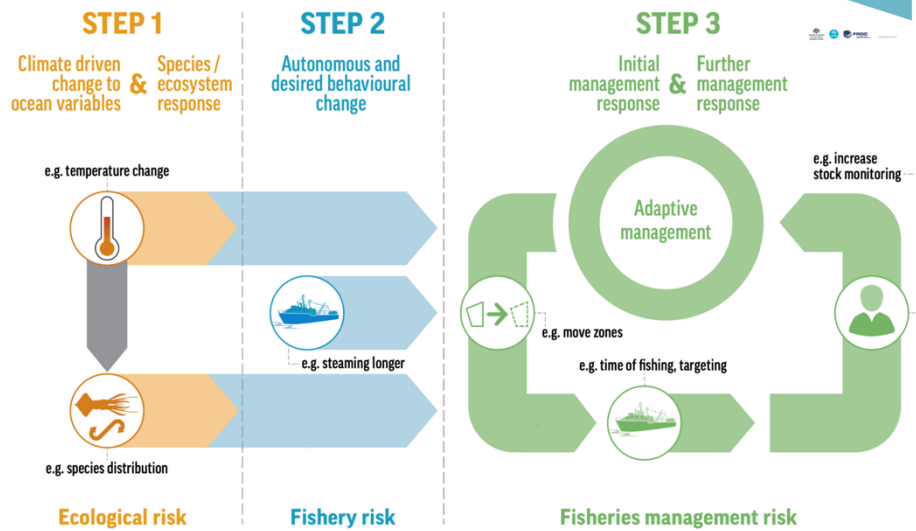 STEP 1
Climate driven
change to
ocean variables
&
Species /
ecosystem
response
STEP 2
Autonomous and
desired behavioural
change
STEP 3
Initial
management
response
&
Further
management
response
FRDC
e.g. temperature change
e.g. increase
stock monitoring
Adaptive
management
e.g. move zones
e.g. steaming longer
e.g. time of fishing, targeting
e.g. species distribution
Ecological risk
Fishery risk
Fisheries management risk